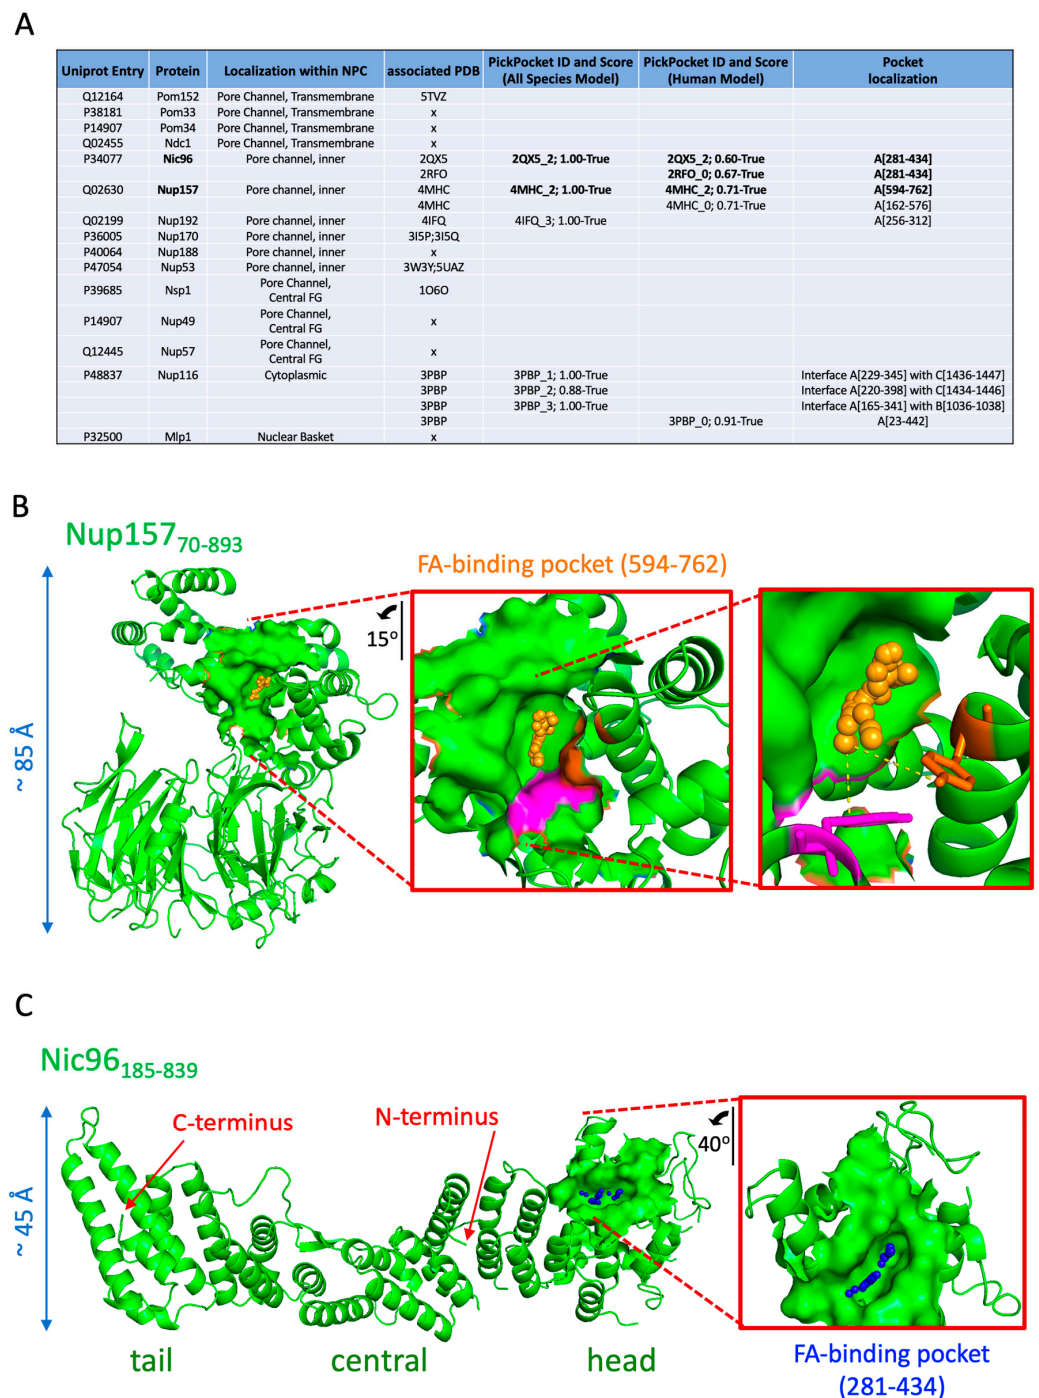 A
Uniprot Entry Protein Localization within NPC associated PDB PickPocket ID and Score (All Species Model) PickPocket ID and Score (Human Model) Pocket localization
Q12164 Pom152 Pore Channel, Transmembrane 5TVZ
P38181 Pom33 Pore Channel, Transmembrane x
P14907 Pom34 Pore Channel, Transmembrane x
Q02455 Ndc1 Pore Channel, Transmembrane x
P34077 Nic96 Pore channel, inner 2QX5 2QX5_2; 1.00-True 2QX5_2; 0.60-True A[281-434]
2RFO 2RFO_0; 0.67-True A[281-434]
Q02630 Nup157 Pore channel, inner 4MHC 4MHC_2; 1.00-True 4MHC_2; 0.71-True A[594-762]
4MHC 4MHC_0; 0.71-True A[162-576]
Q02199 Nup192 Pore channel, inner 4IFQ 4IFQ_3; 1.00-True A[256-312]
P36005 Nup170 Pore channel, inner 3I5P;3I5Q
P40064 Nup188 Pore channel, inner x
P47054 Nup53 Pore channel, inner 3W3Y;5UAZ
P39685 Nsp1 Pore Channel, Central FG 1O6O
P14907 Nup49 Pore Channel, Central FG x
Q12445 Nup57 Pore Channel, Central FG x
P48837 Nup116 Cytoplasmic 3PBP 3PBP_1; 1.00-True Interface A[229-345] with C[1436-1447]
3PBP 3PBP_2; 0.88-True Interface A[220-398] with C[1434-1446]
3PBP 3PBP_3; 1.00-True Interface A[165-341] with B[1036-1038]
3PBP 3PBP_0; 0.91-True A[23-442]
P32500 Mlp1 Nuclear Basket x
B
Nup157 70-893
FA-binding pocket (594-762)
15°
~ 85 Å
C
Nic96 185-839
C-terminus
N-terminus
40°
~ 45 Å
tail
central
head
FA-binding pocket
(281-434)